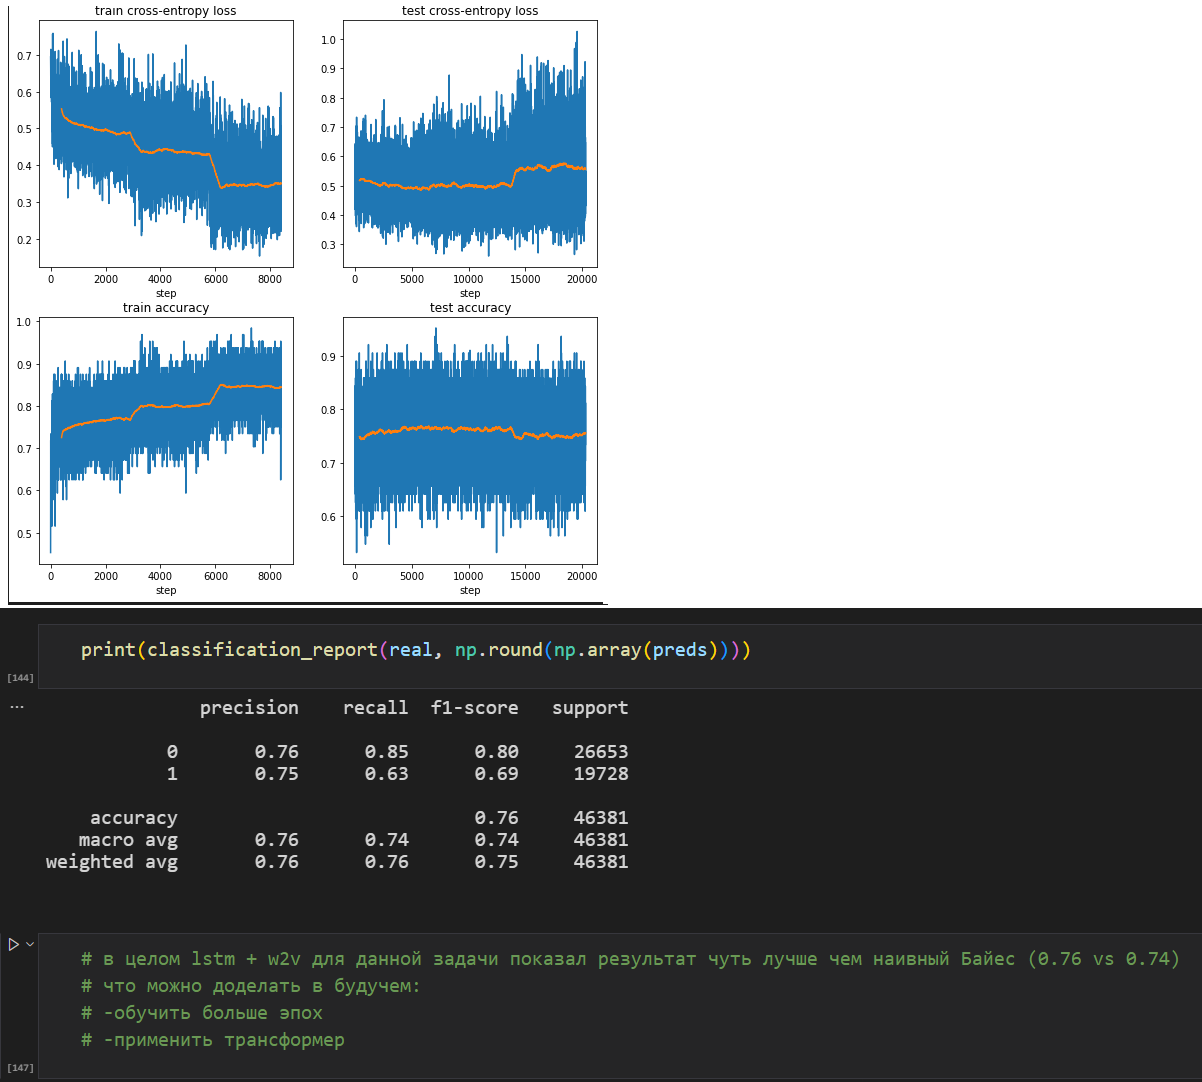 train cross-entropy loss
test cross-entropy loss
0.7
0.6
0.5
0.4
0.3
0.2
0 2000 4000 6000 8000
step
1.0
0.9
0.8
0.7
0.6
0.5
0.4
0.3
0 5000 10000 15000 20000
step
train accuracy
test accuracy
1.0
0.9
0.8
0.7
0.6
0.5
0 2000 4000 6000 8000
step
0.9
0.8
0.7
0.6
0 5000 10000 15000 20000
step
print(classification_report(real, np.round(np.array(preds))))
[144]
...
precision recall f1-score support
0 0.76 0.85 0.80 26653
1 0.75 0.63 0.69 19728
accuracy 0.76 46381
macro avg 0.76 0.74 0.74 46381
weighted avg 0.76 0.76 0.75 46381
# в целом lstm + w2v для данной задачи показал результат чуть лучше чем наивный Байес (0.76 vs 0.74)
# что можно доделать в будучем:
# -обучить больше эпох
# -применить трансформер
[147]